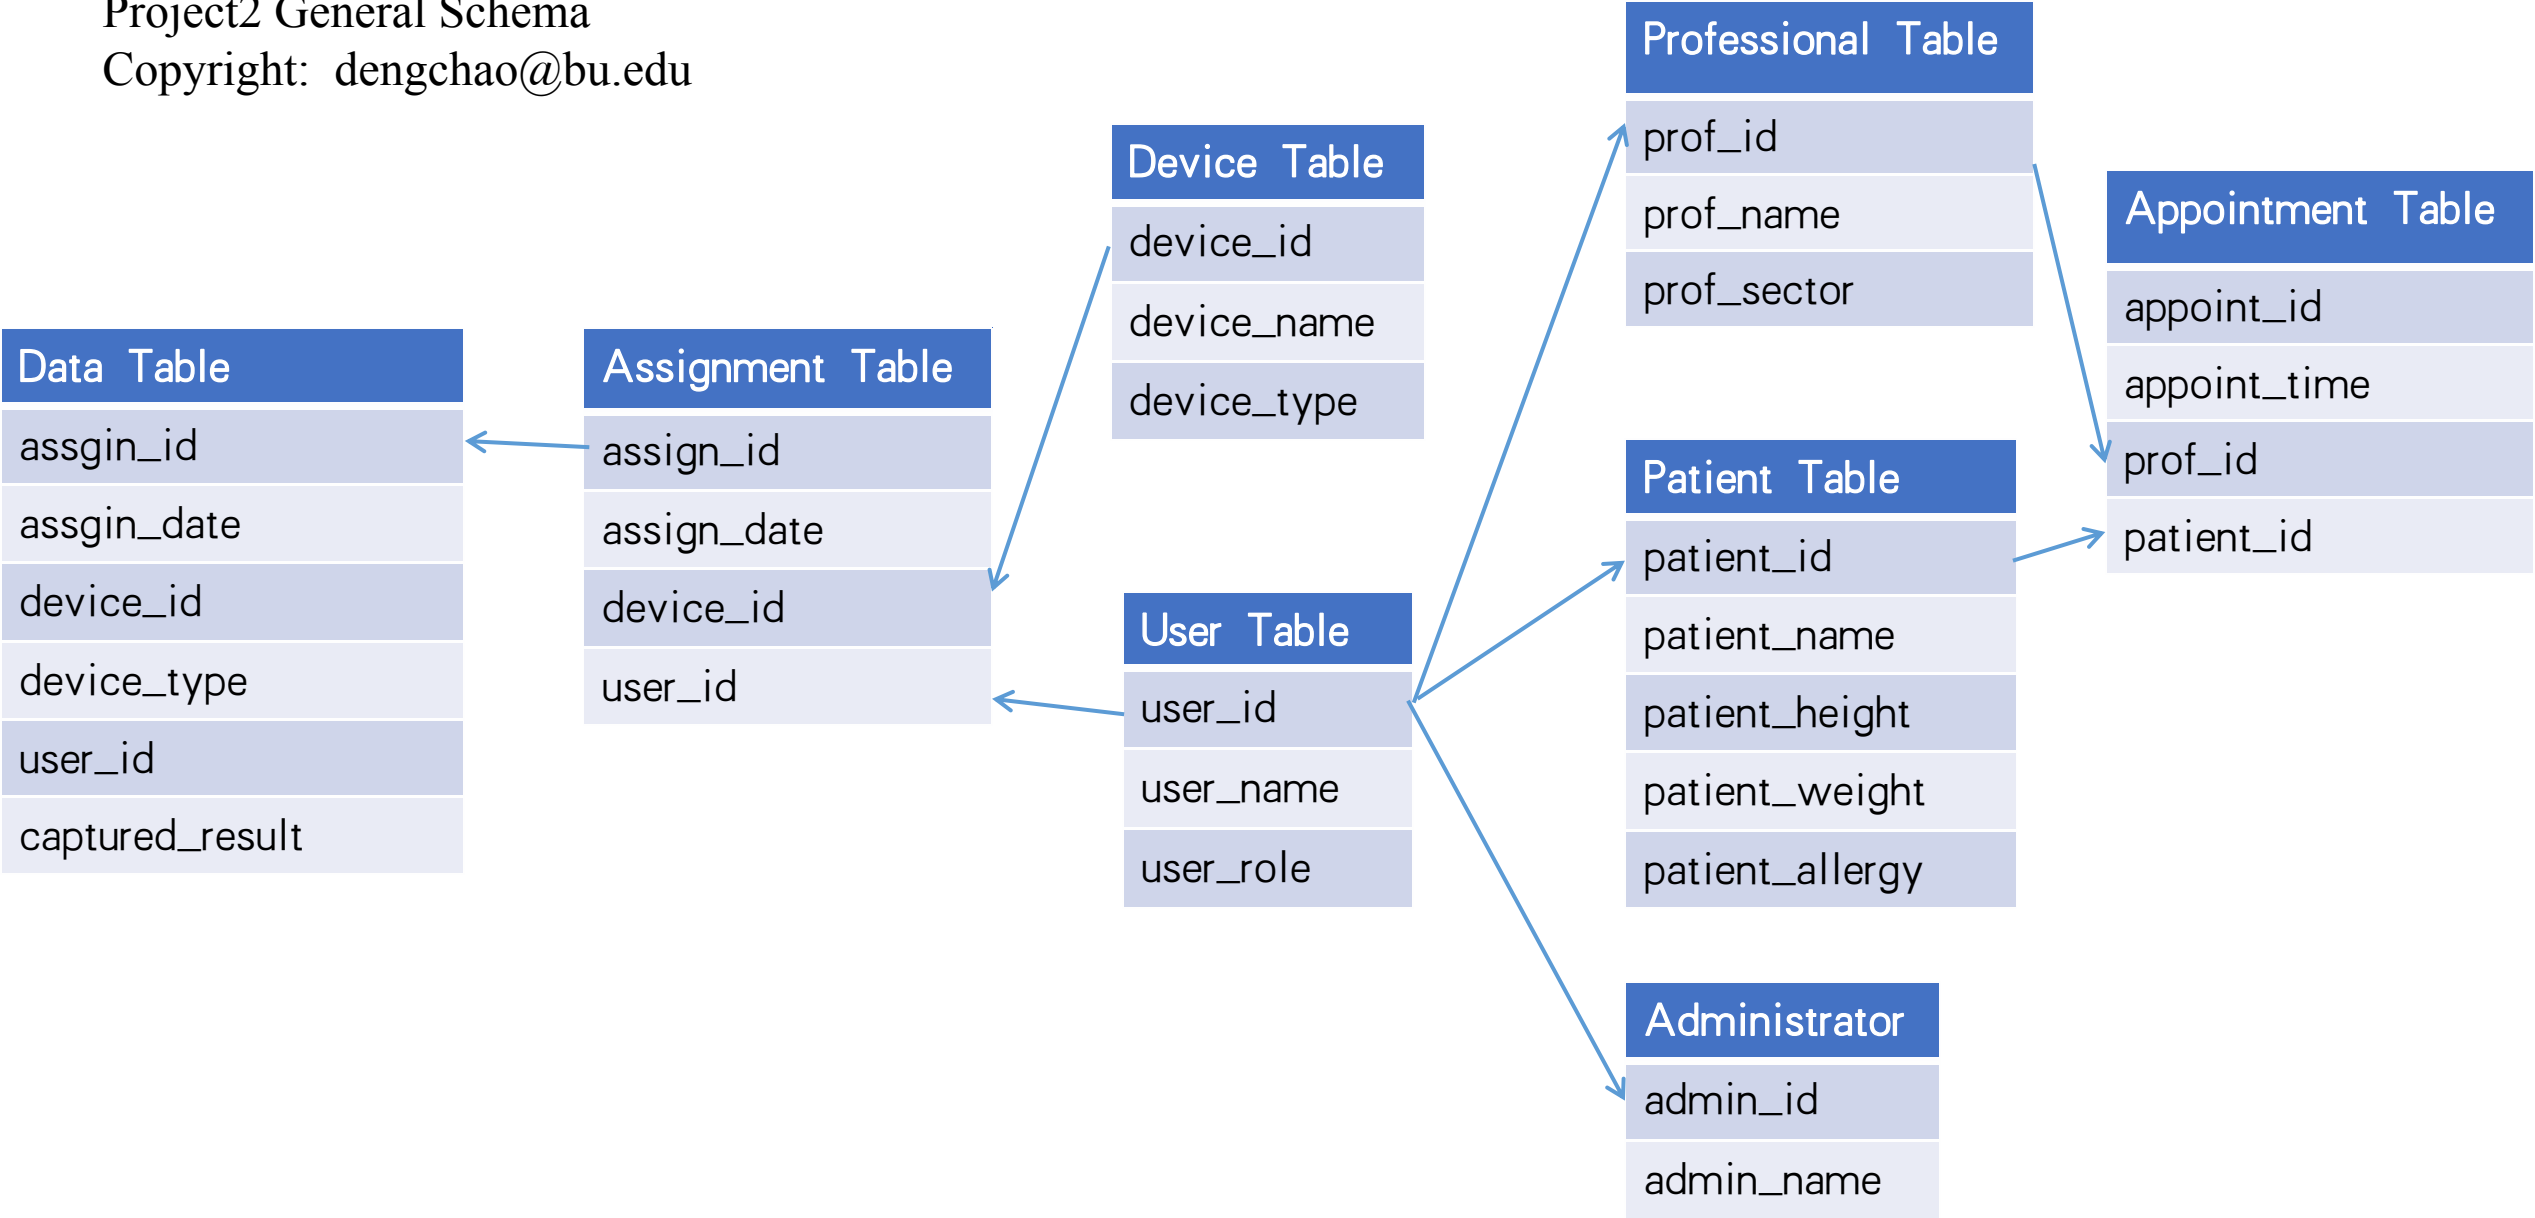 Project2 General Schema
Copyright: dengchao@bu.edu
Data Table
assgin_id
assgin_date
device_id
device_type
user_id
captured_result
Assignment Table
assign_id
assign_date
device_id
user_id
Device Table
device_id
device_name
device_type
User Table
user_id
user_name
user_role
Professional Table
prof_id
prof_name
prof_sector
Patient Table
patient_id
patient_name
patient_height
patient_weight
patient_allergy
Administrator
admin_id
admin_name
Appointment Table
appoint_id
appoint_time
prof_id
patient_id